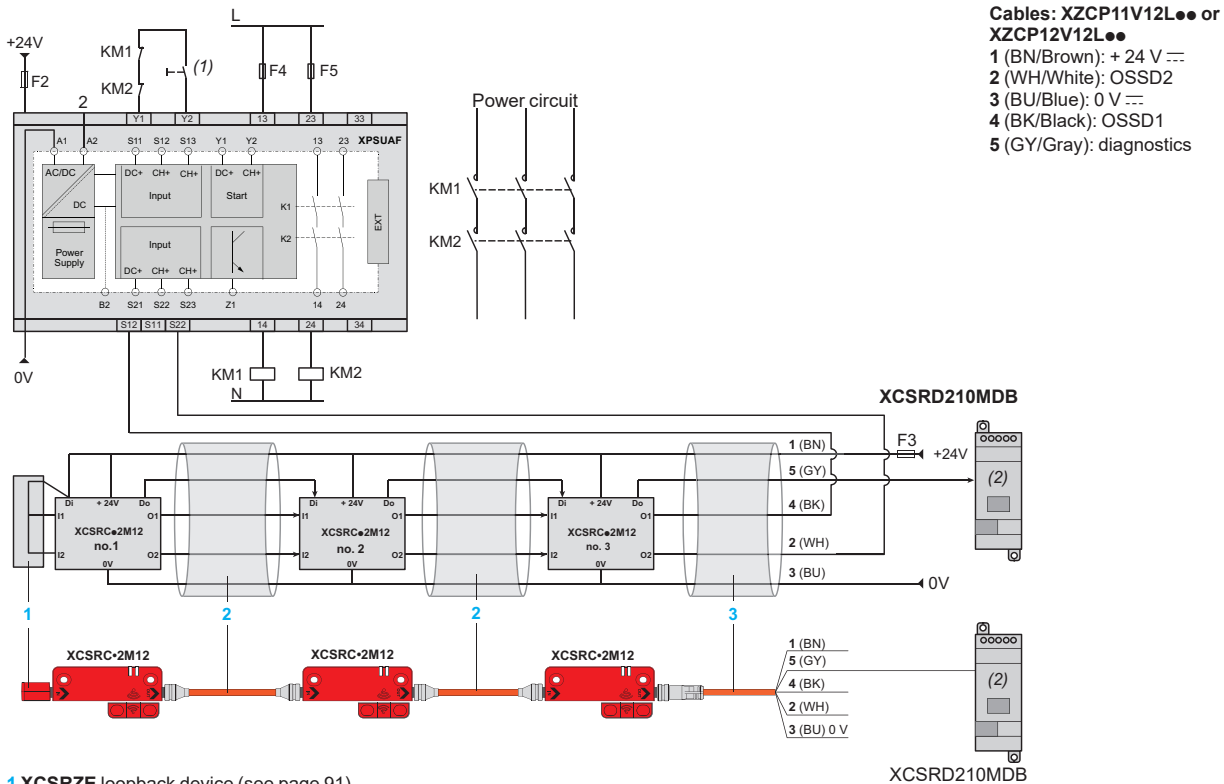 Cables: XZCP11V12L●● or
XZCP12V12L●●
1 (BN/Brown): + 24 V ⎓
2 (WH/White): OSSD2
3 (BU/Blue): 0 V ⎓
4 (BK/Black): OSSD1
5 (GY/Gray): diagnostics
L
+24V
F2
KM1
(1)
KM2
F4
F5
2
Y1 Y2 13 23 33
A1 A2 S11 S12 S13 Y1 Y2 13 23 XPSUAF
AC/DC
DC
DC+ CH+ CH+
Input
DC+ CH+
Start
K1
K2
EXT
Power
Supply
Input
DC+ CH+ CH+
B2 S21 S22 S23 Z1 14 24
S12 S11 S22 14 24 34
0V
KM1
KM2
N
Power circuit
KM1
KM2
XCSRD210MDB
1 (BN)
F3
+24V
5 (GY)
(2)
4 (BK)
2 (WH)
3 (BU)
0V
Di + 24V Do
I1 O1
XCSRC●2M12
no.1
I2 O2
0V
Di + 24V Do
I1 O1
XCSRC●2M12
no. 2
I2 O2
0V
Di + 24V Do
I1 O1
XCSRC●2M12
no. 3
I2 O2
0V
1
2
2
3
XCSRC•2M12
XCSRC•2M12
XCSRC•2M12
1 (BN)
5 (GY)
4 (BK)
2 (WH)
3 (BU) 0 V
(2)
XCSRD210MDB
1 XCSRZE loopback device (see page 91)